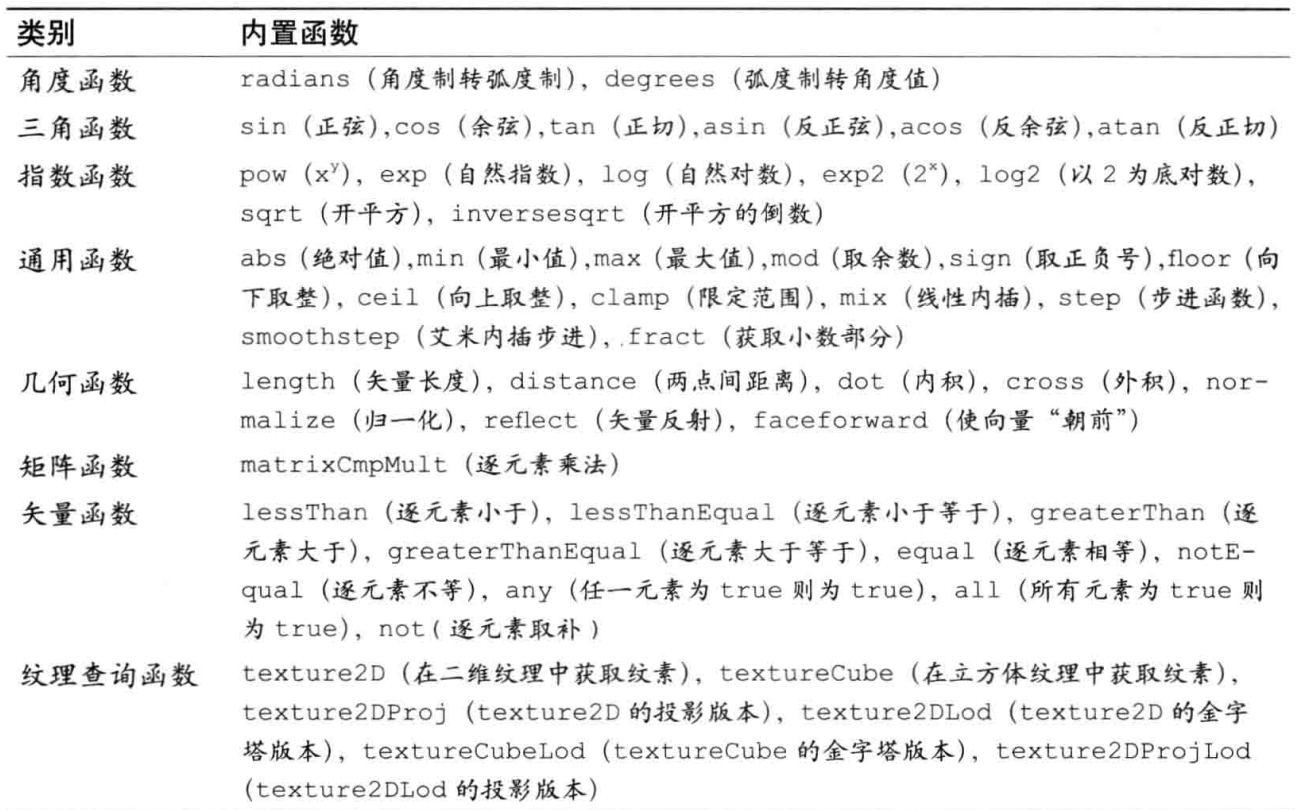 类别 内置函数
角度函数 radians (角度制转弧度制), degrees (弧度制转角度值)
三角函数 sin (正弦),cos (余弦),tan (正切),asin (反正弦),acos (反余弦),atan (反正切)
指数函数 pow (xʸ), exp (自然指数), log (自然对数), exp2 (2ˣ), log2 (以 2 为底对数),
sqrt (开平方), inversesqrt (开平方的倒数)
通用函数 abs (绝对值),min (最小值),max (最大值),mod (取余数),sign (取正负号),floor (向
下取整), ceil (向上取整), clamp (限定范围), mix (线性内插), step (步进函数),
smoothstep (艾米内插步进), fract (获取小数部分)
几何函数 length (矢量长度), distance (两点间距离), dot (内积), cross (外积), nor-
malize (归一化), reflect (矢量反射), faceforward (使向量“朝前”)
矩阵函数 matrixCmpMult (逐元素乘法)
矢量函数 lessThan (逐元素小于), lessThanEqual (逐元素小于等于), greaterThan (逐
元素大于), greaterThanEqual (逐元素大于等于), equal (逐元素相等), notE-
qual (逐元素不等), any (任一元素为 true 则为 true), all (所有元素为 true 则
为 true), not(逐元素取补)
纹理查询函数 texture2D (在二维纹理中获取纹素), textureCube (在立方体纹理中获取纹素),
texture2DProj (texture2D 的投影版本), texture2DLod (texture2D 的金字
塔版本), textureCubeLod (textureCube 的金字塔版本), texture2DProjLod
(texture2DLod 的投影版本)